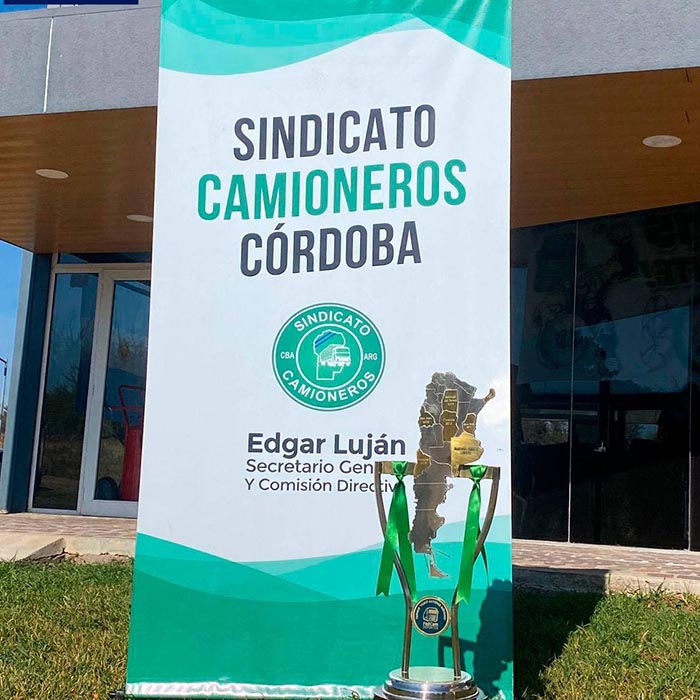 SINDICATO
CAMIONEROS
CÓRDOBA
SINDICATO
CBA ARG
CAMIONEROS
Edgar Luján
Secretario Gen
Y Comisión Directiv